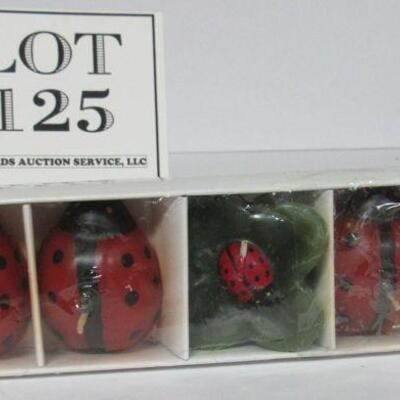 LOT
125
DS AUCTION SERVICE, LLC